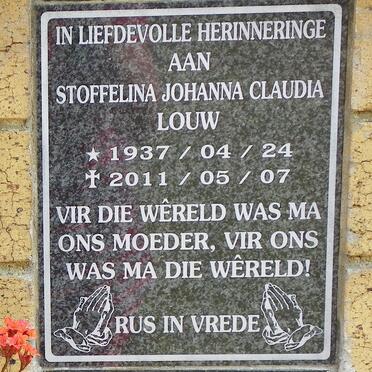 IN LIEFDEVOLLE HERINNERINGE
AAN
STOFFELINA JOHANNA CLAUDIA
LOUW
★ 1937 / 04 / 24
✝ 2011 / 05 / 07
VIR DIE WÊRELD WAS MA
ONS MOEDER, VIR ONS
WAS MA DIE WÊRELD!
RUS IN VREDE